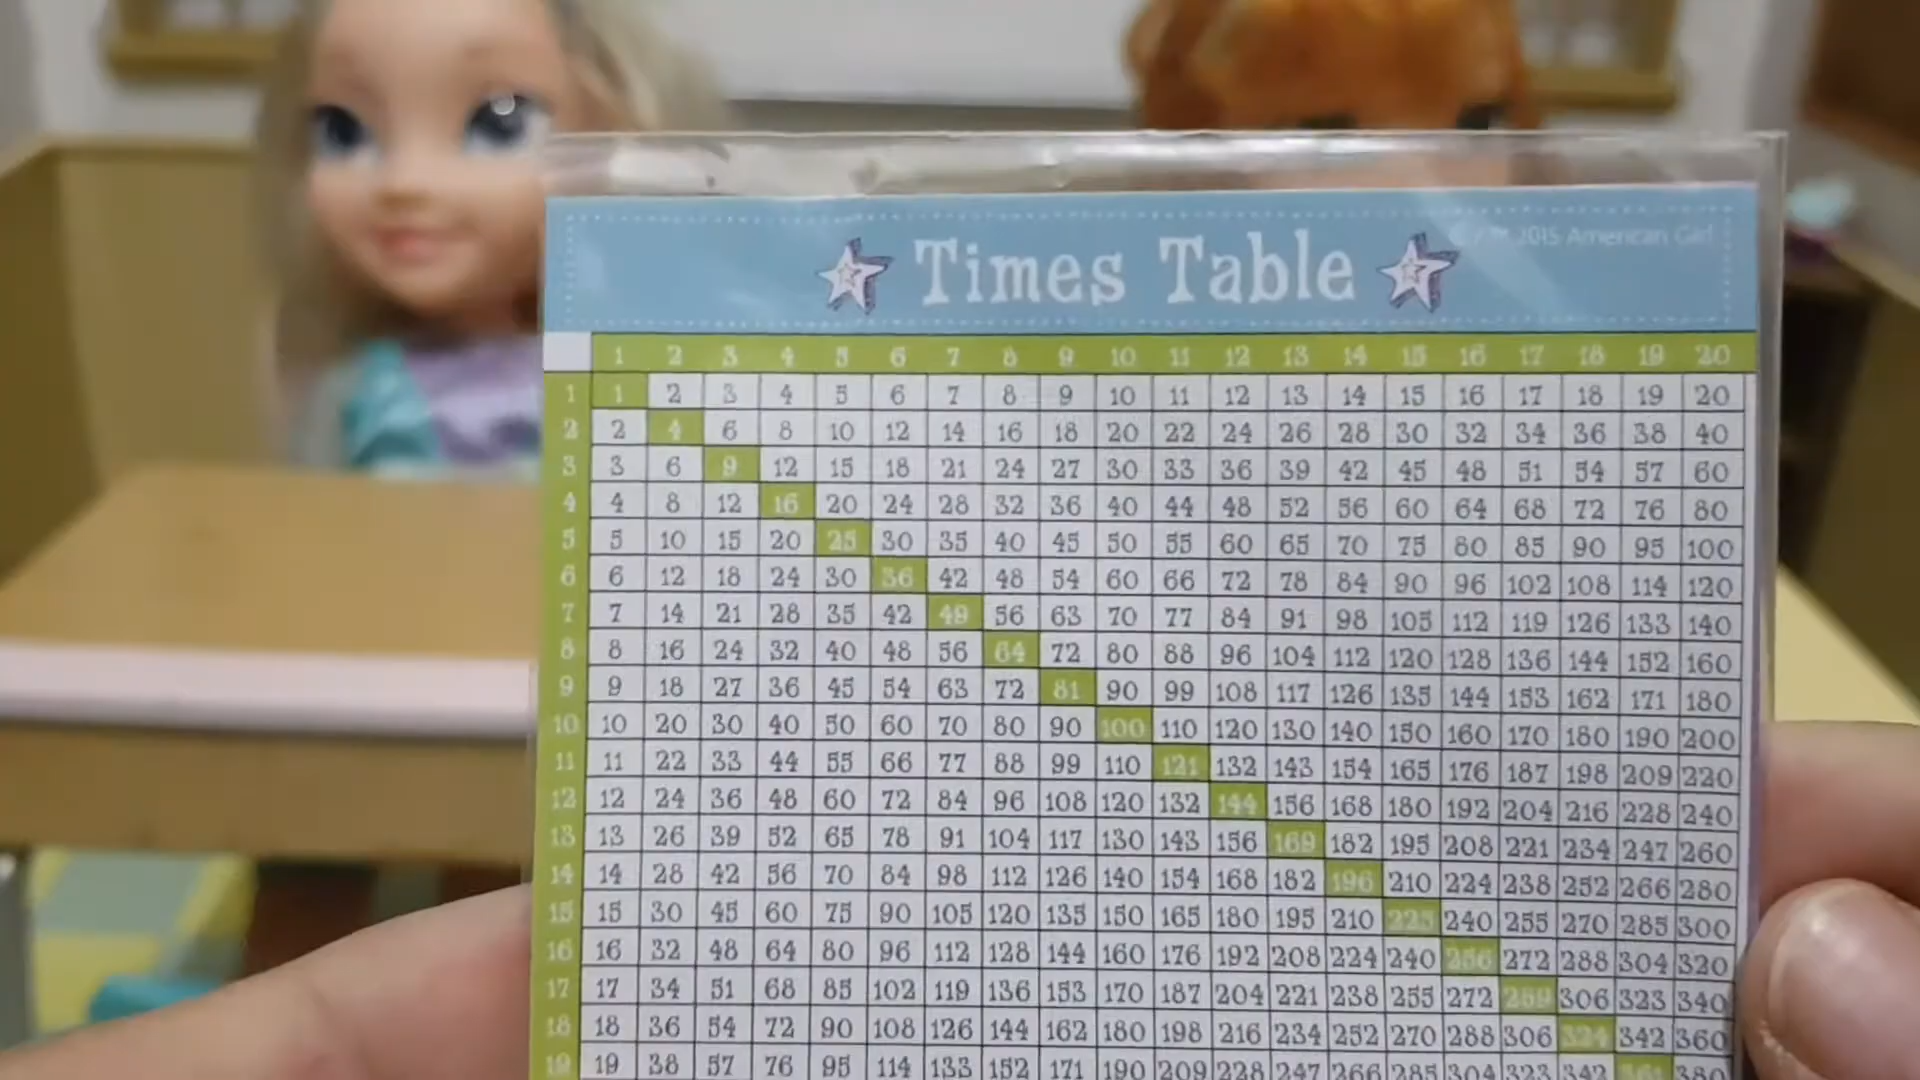 Times Table
2015 American Girl
1 2 3 4 5 6 7 8 9 10 11 12 13 14 15 16 17 18 19 20
1 1 2 3 4 5 6 7 8 9 10 11 12 13 14 15 16 17 18 19 20
2 2 4 6 8 10 12 14 16 18 20 22 24 26 28 30 32 34 36 38 40
3 3 6 9 12 15 18 21 24 27 30 33 36 39 42 45 48 51 54 57 60
4 4 8 12 16 20 24 28 32 36 40 44 48 52 56 60 64 68 72 76 80
5 5 10 15 20 25 30 35 40 45 50 55 60 65 70 75 80 85 90 95 100
6 6 12 18 24 30 36 42 48 54 60 66 72 78 84 90 96 102 108 114 120
7 7 14 21 28 35 42 49 56 63 70 77 84 91 98 105 112 119 126 133 140
8 8 16 24 32 40 48 56 64 72 80 88 96 104 112 120 128 136 144 152 160
9 9 18 27 36 45 54 63 72 81 90 99 108 117 126 135 144 153 162 171 180
10 10 20 30 40 50 60 70 80 90 100 110 120 130 140 150 160 170 180 190 200
11 11 22 33 44 55 66 77 88 99 110 121 132 143 154 165 176 187 198 209 220
12 12 24 36 48 60 72 84 96 108 120 132 144 156 168 180 192 204 216 228 240
13 13 26 39 52 65 78 91 104 117 130 143 156 169 182 195 208 221 234 247 260
14 14 28 42 56 70 84 98 112 126 140 154 168 182 196 210 224 238 252 266 280
15 15 30 45 60 75 90 105 120 135 150 165 180 195 210 225 240 255 270 285 300
16 16 32 48 64 80 96 112 128 144 160 176 192 208 224 240 256 272 288 304 320
17 17 34 51 68 85 102 119 136 153 170 187 204 221 238 255 272 289 306 323 340
18 18 36 54 72 90 108 126 144 162 180 198 216 234 252 270 288 306 324 342 360
19 19 38 57 76 95 114 133 152 171 190 209 228 247 266 285 304 323 342 361 380